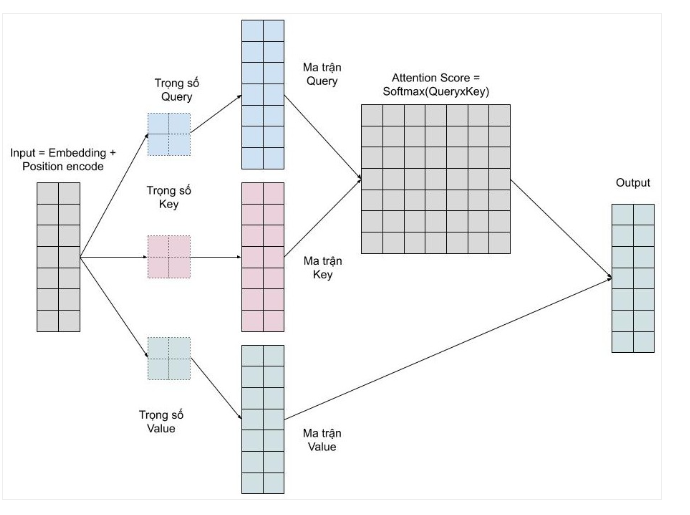 Input = Embedding +
Position encode
Trọng số
Query
Trọng số
Key
Trọng số
Value
Ma trận
Query
Ma trận
Key
Ma trận
Value
Attention Score =
Softmax(QueryxKey)
Output